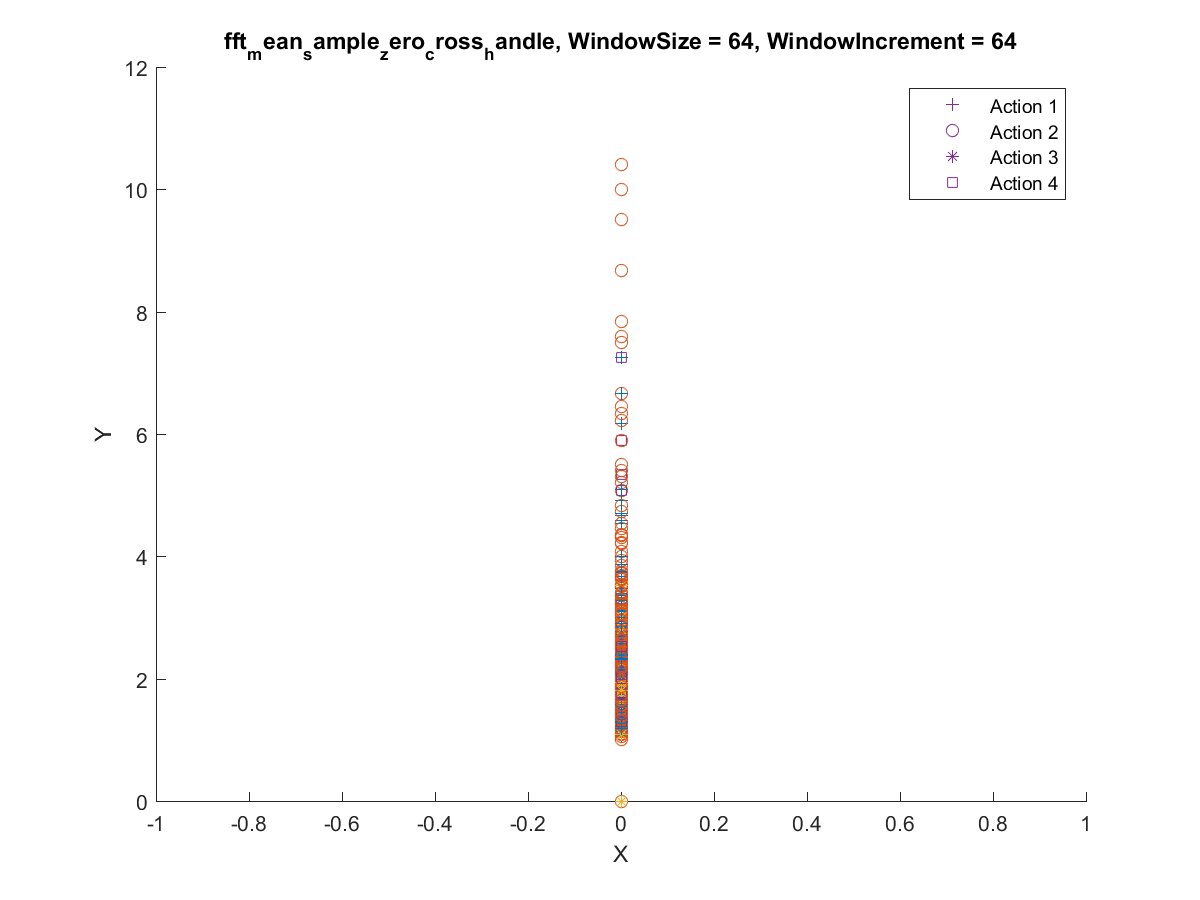 fft_mean_sample_zero_cross_handle, WindowSize = 64, WindowIncrement = 64
12
10
8
6
4
2
0
Y
-1 -0.8 -0.6 -0.4 -0.2 0 0.2 0.4 0.6 0.8 1
X
Action 1
Action 2
Action 3
Action 4